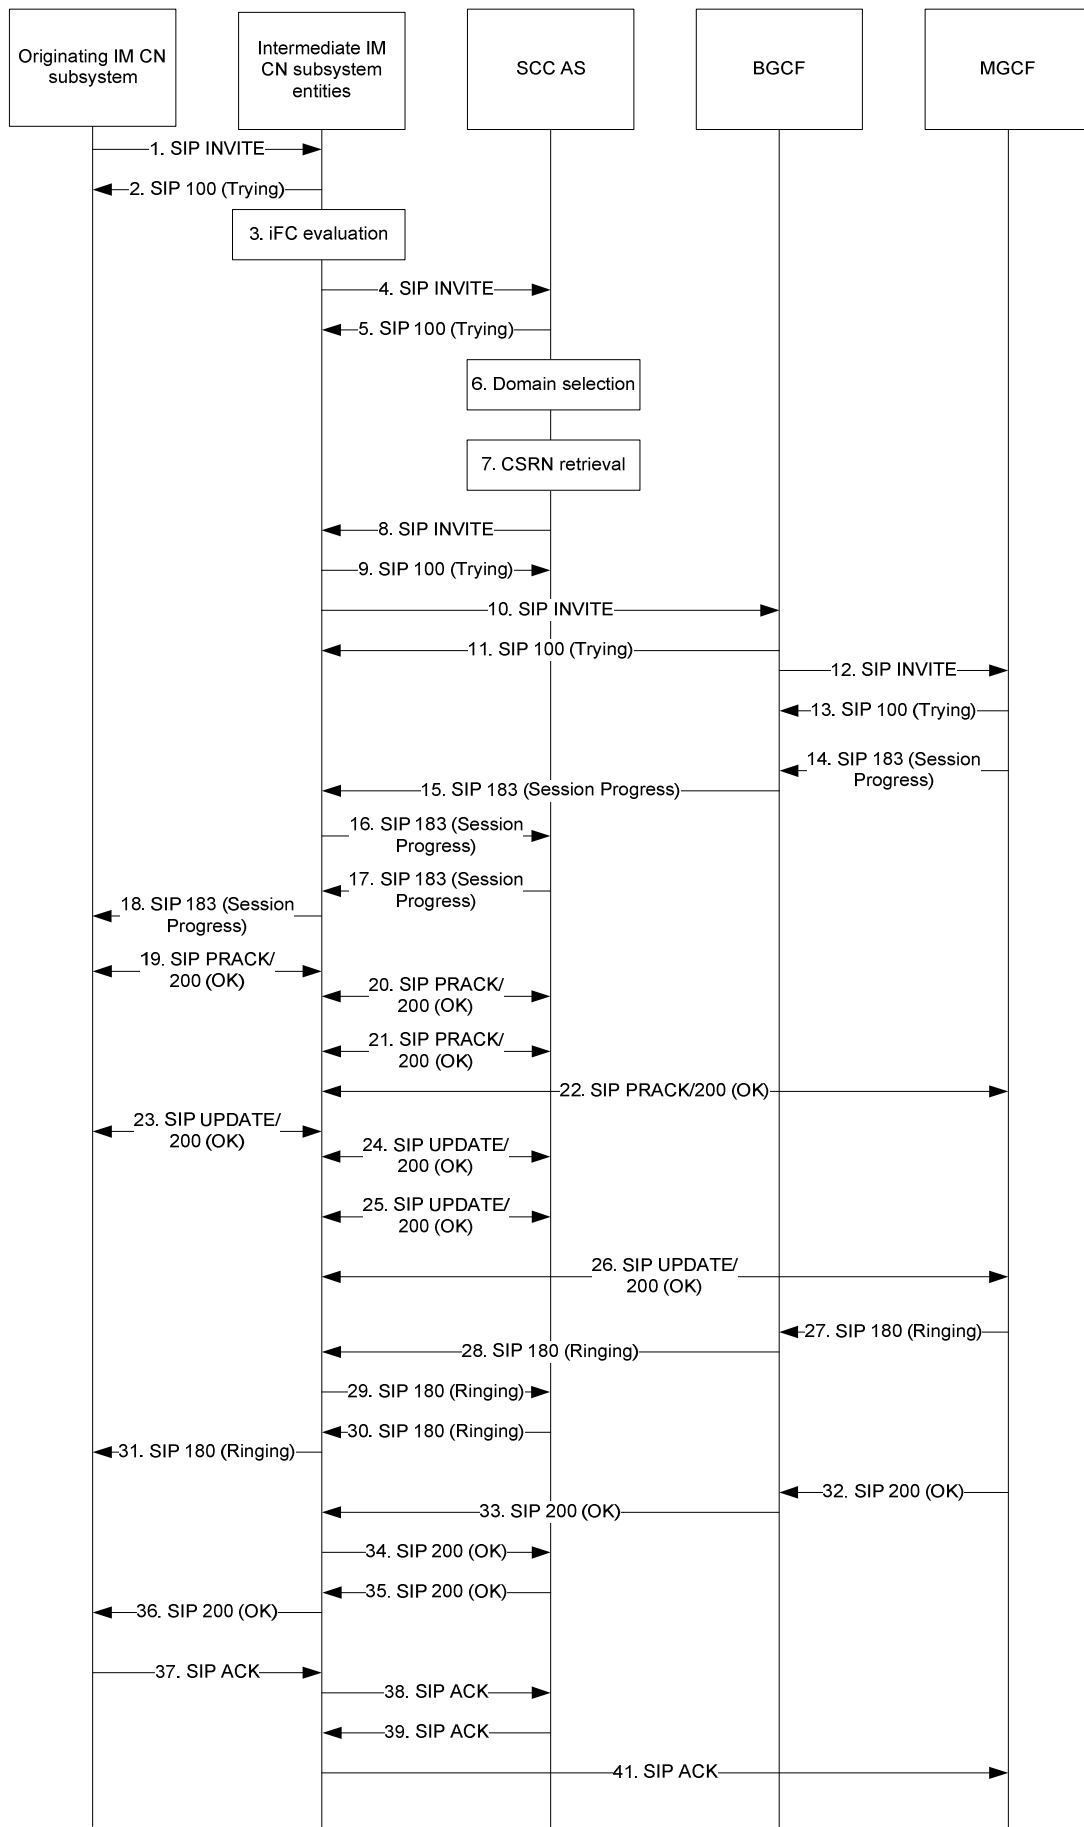 Originating IM CN
subsystem
Intermediate IM
CN subsystem
entities
SCC AS
BGCF
MGCF
1. SIP INVITE
2. SIP 100 (Trying)
3. iFC evaluation
4. SIP INVITE
5. SIP 100 (Trying)
6. Domain selection
7. CSRN retrieval
8. SIP INVITE
9. SIP 100 (Trying)
10. SIP INVITE
11. SIP 100 (Trying)
12. SIP INVITE
13. SIP 100 (Trying)
14. SIP 183 (Session
Progress)
15. SIP 183 (Session Progress)
16. SIP 183 (Session
Progress)
17. SIP 183 (Session
Progress)
18. SIP 183 (Session
Progress)
19. SIP PRACK/
200 (OK)
20. SIP PRACK/
200 (OK)
21. SIP PRACK/
200 (OK)
22. SIP PRACK/200 (OK)
23. SIP UPDATE/
200 (OK)
24. SIP UPDATE/
200 (OK)
25. SIP UPDATE/
200 (OK)
26. SIP UPDATE/
200 (OK)
27. SIP 180 (Ringing)
28. SIP 180 (Ringing)
29. SIP 180 (Ringing)
30. SIP 180 (Ringing)
31. SIP 180 (Ringing)
32. SIP 200 (OK)
33. SIP 200 (OK)
34. SIP 200 (OK)
35. SIP 200 (OK)
36. SIP 200 (OK)
37. SIP ACK
38. SIP ACK
39. SIP ACK
41. SIP ACK